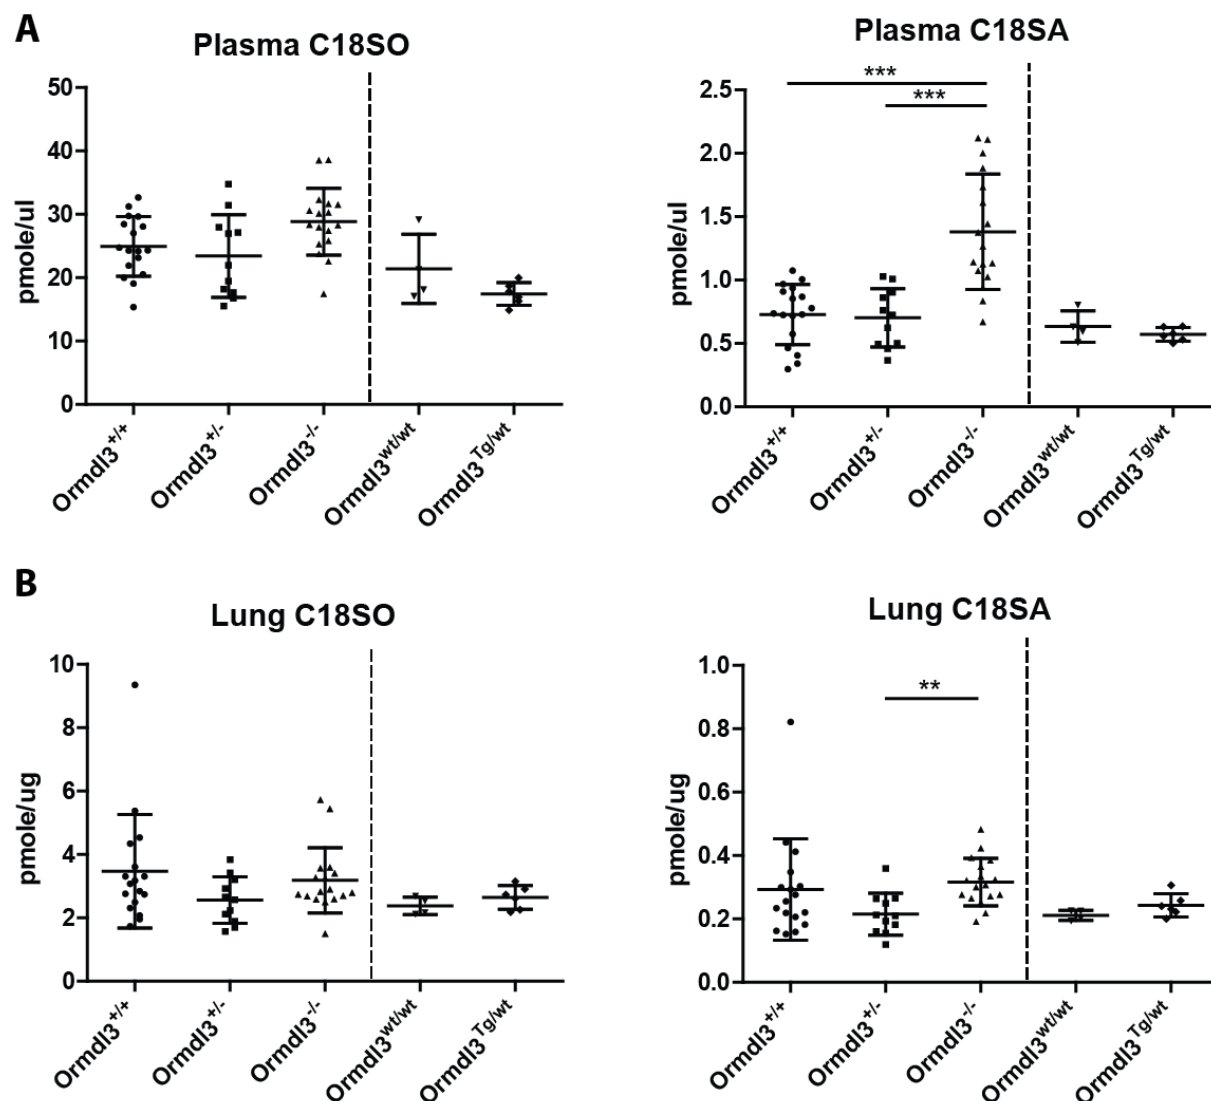 A
Plasma C18SO
pmole/ul
50
40
30
20
10
0
Ormdl3+/+
Ormdl3+/-
Ormdl3-/-
Ormdl3wt/wt
Ormdl3Tg/wt
Plasma C18SA
pmole/ul
2.5
2.0
1.5
1.0
0.5
0.0
***
***
Ormdl3+/+
Ormdl3+/-
Ormdl3-/-
Ormdl3wt/wt
Ormdl3Tg/wt
B
Lung C18SO
pmole/ug
10
8
6
4
2
0
Ormdl3+/+
Ormdl3+/-
Ormdl3-/-
Ormdl3wt/wt
Ormdl3Tg/wt
Lung C18SA
pmole/ug
1.0
0.8
0.6
0.4
0.2
0.0
**
Ormdl3+/+
Ormdl3+/-
Ormdl3-/-
Ormdl3wt/wt
Ormdl3Tg/wt